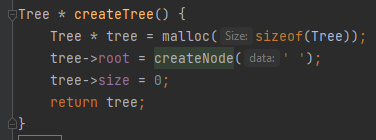 Tree * createTree() {
    Tree * tree = malloc( Size: sizeof(Tree));
    tree->root = createNode( data: ' ');
    tree->size = 0;
    return tree;
}